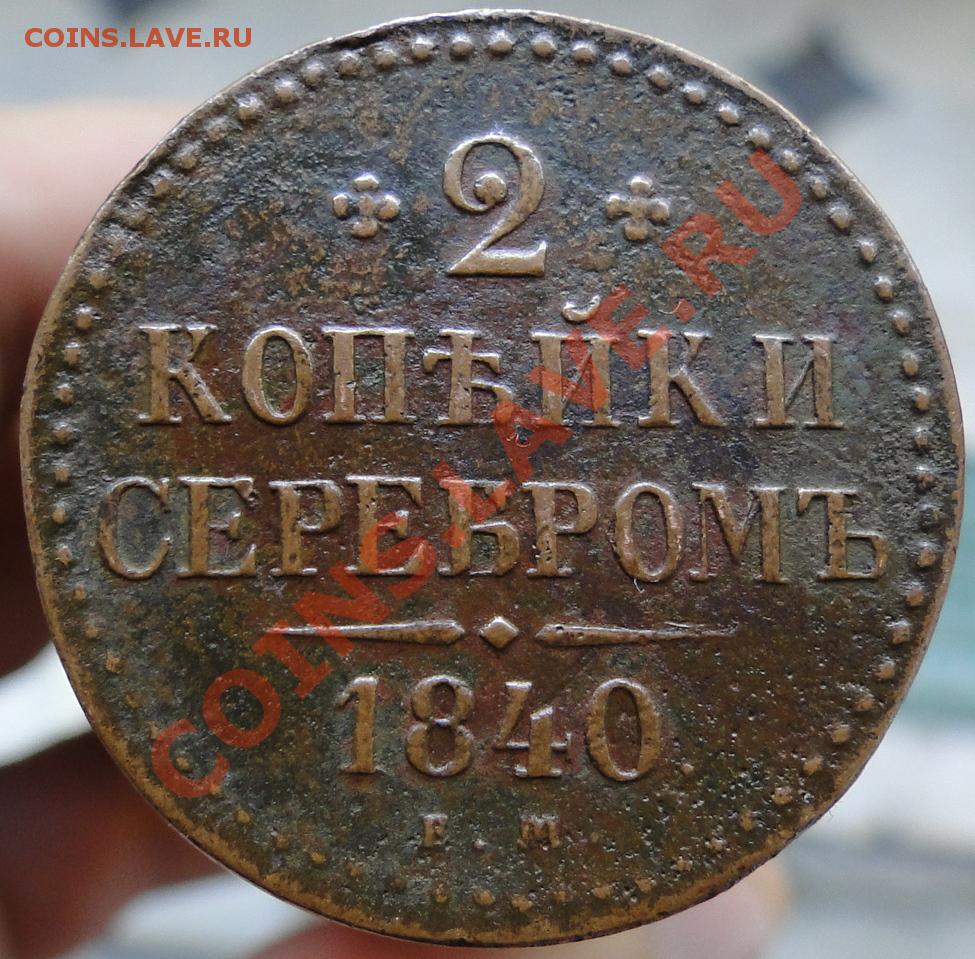 COINS.LAVE.RU
2
КОПѢЙКИ
СЕРЕБРОМЪ
1840
Е.М.
COINS.LAVE.RU